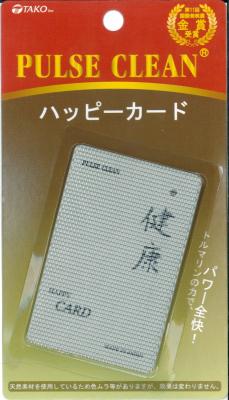 TAKO
第11回
国際発明展
金賞
受賞
PULSE CLEAN®
ハッピーカード
PULSE CLEAN
健康
HAPPY
CARD
MADE IN JAPAN
トルマリンの力で、
パワー全快!
天然素材を使用しているため色ムラ等がありますが、効果は変わりません。